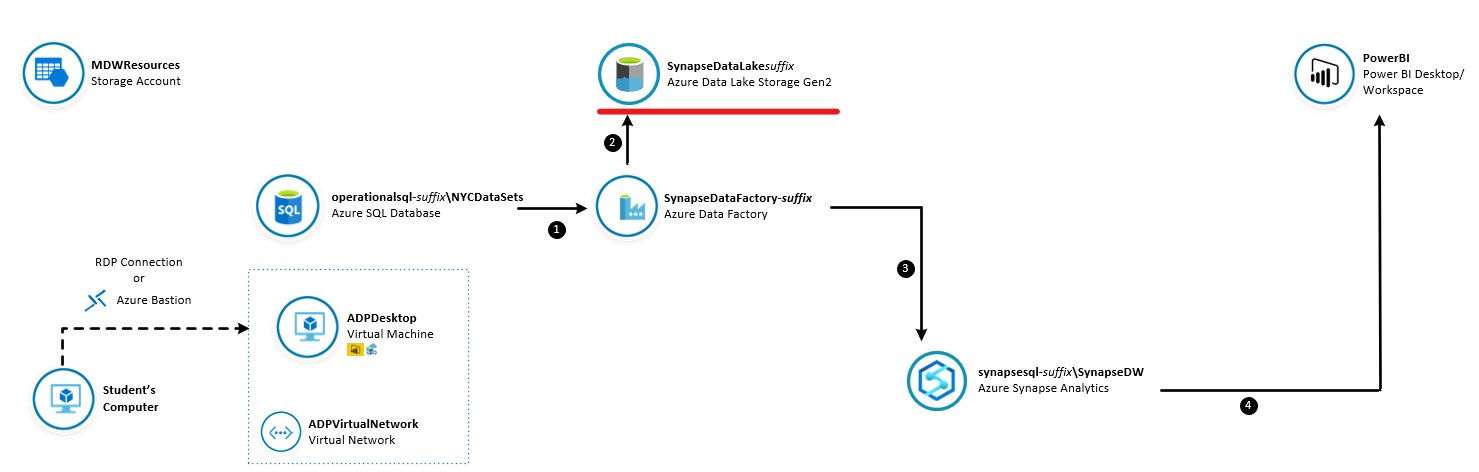 MDWResources
Storage Account
SynapseDataLakesuffix
Azure Data Lake Storage Gen2
PowerBI
Power BI Desktop/
Workspace
2
SQL
operationalsql-suffix\NYCDataSets
Azure SQL Database
1
SynapseDataFactory-suffix
Azure Data Factory
3
RDP Connection
or
Azure Bastion
ADPDesktop
Virtual Machine
synapsesql-suffix\SynapseDW
Azure Synapse Analytics
4
Student’s
Computer
ADPVirtualNetwork
Virtual Network